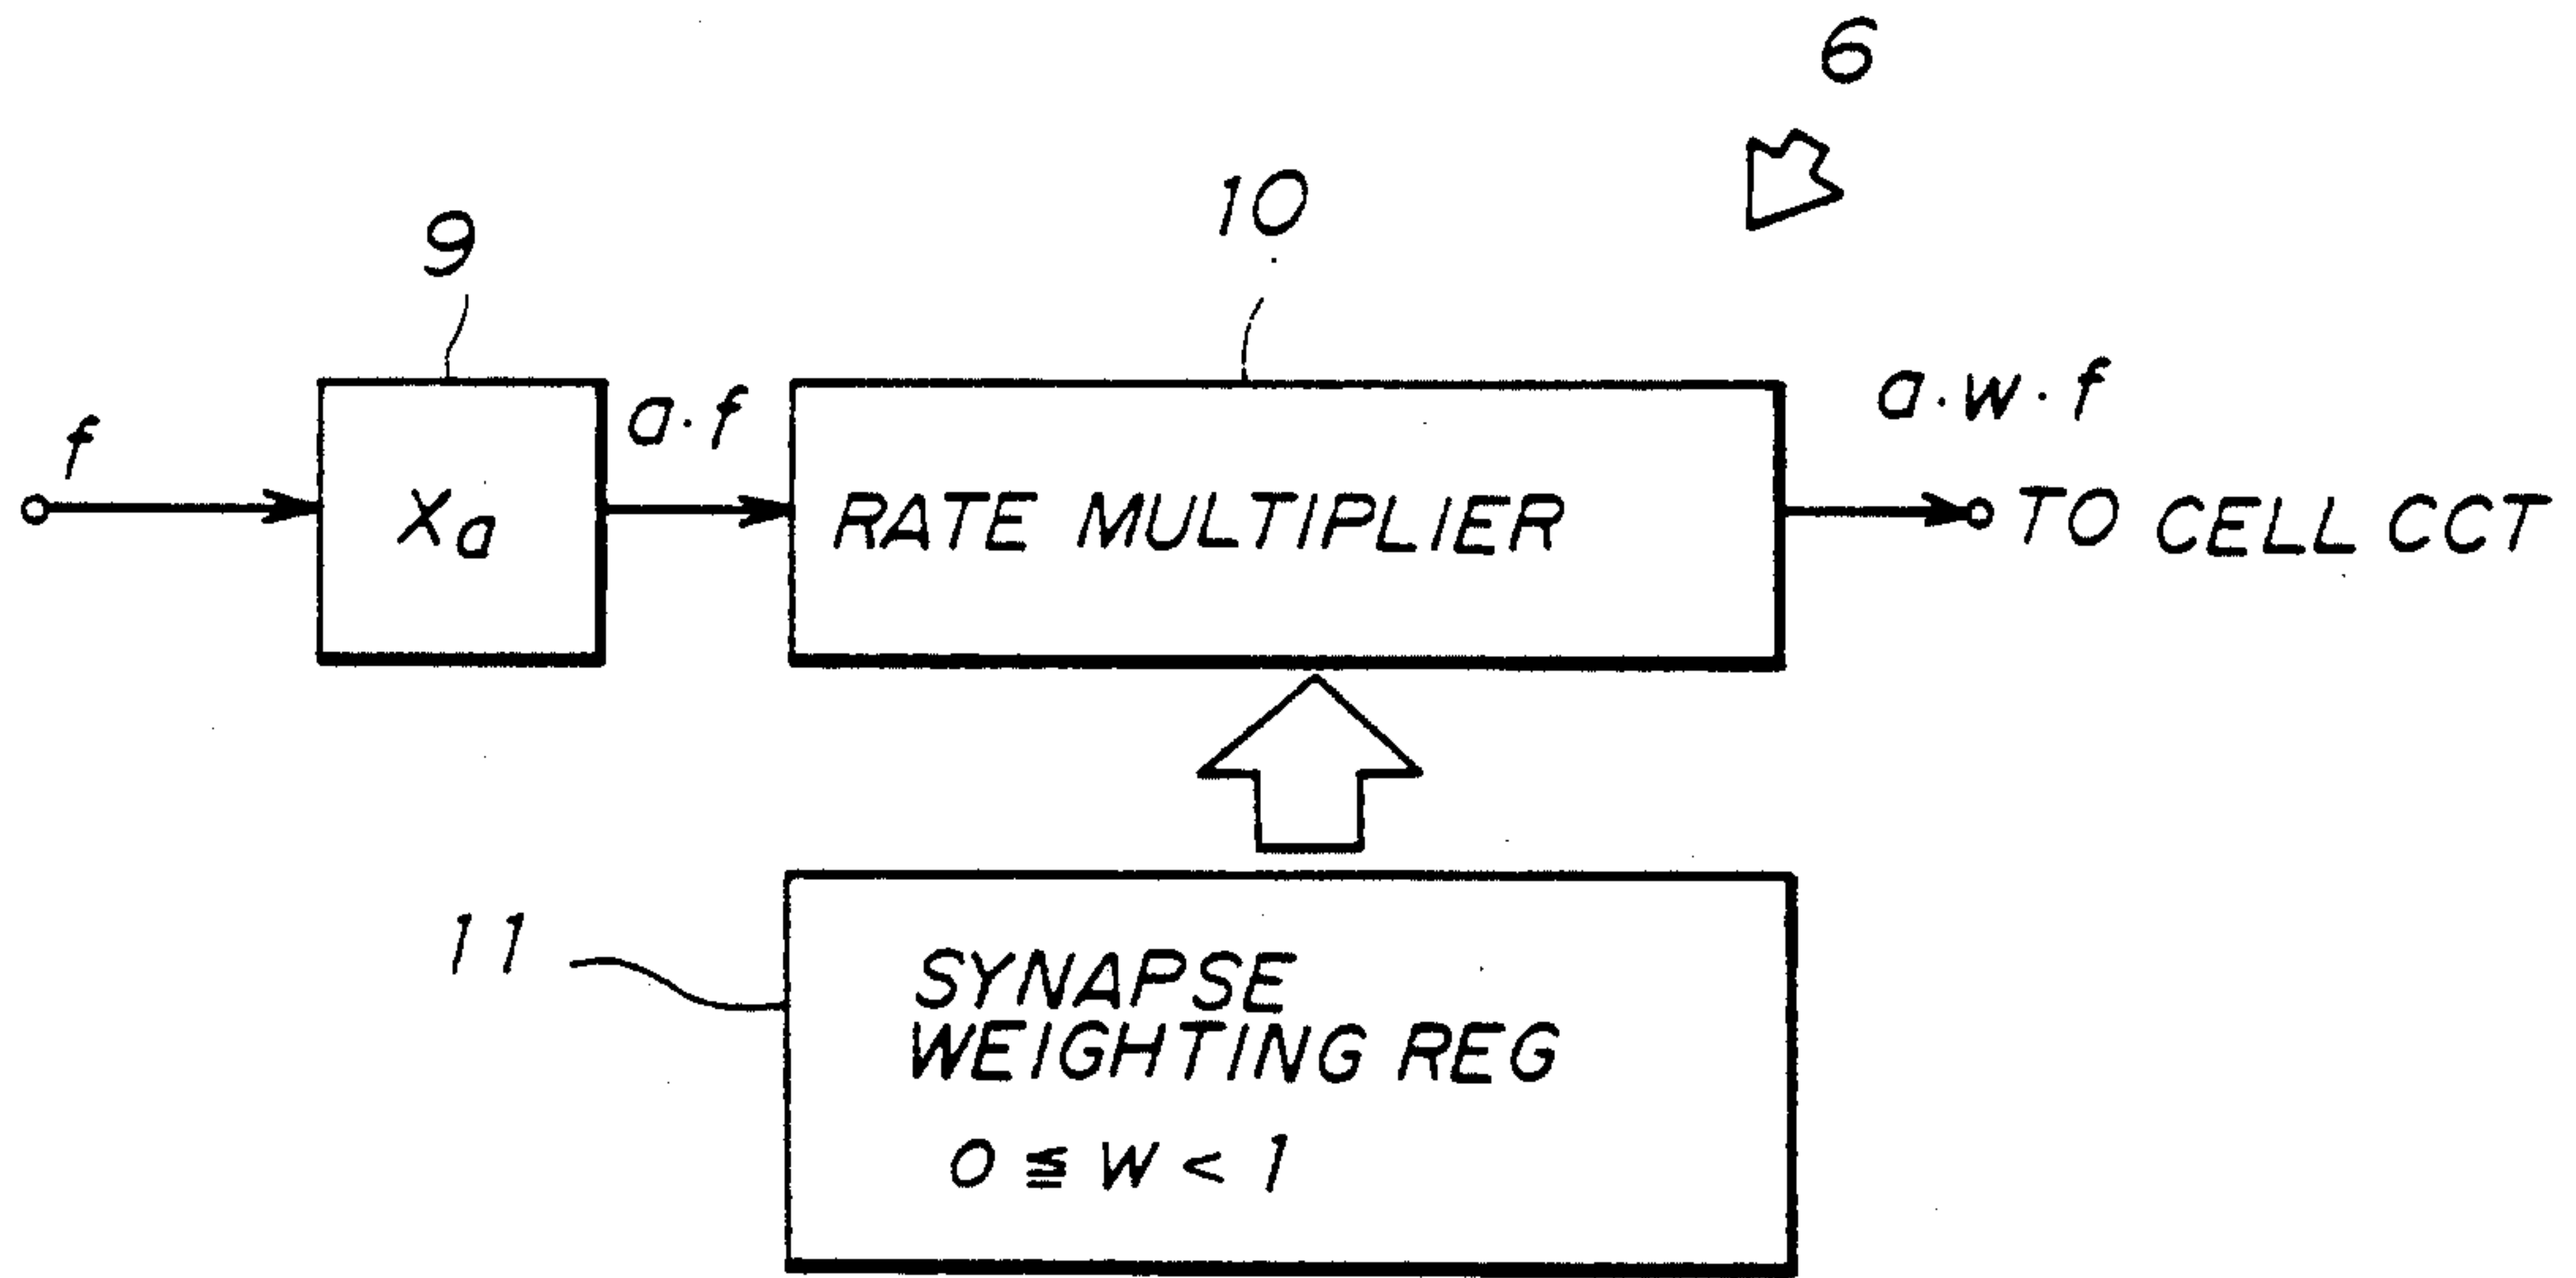 6
10
9
a·w·f
a·f
f
Xa
RATE MULTIPLIER
TO CELL CCT
11
SYNAPSE
WEIGHTING REG
0 ≦ W < 1